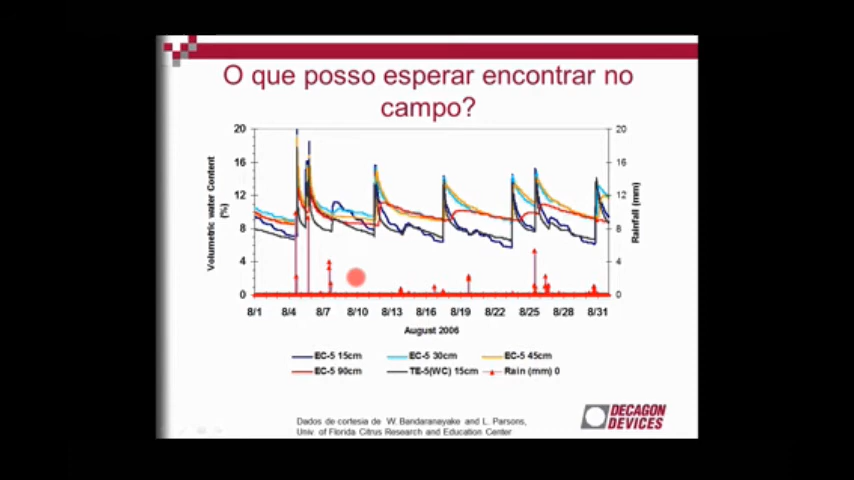 O que posso esperar encontrar no
campo?
20 20
16 16
12 12
8 8
4 4
0 0
Volumetric water Content
(%)
Rainfall (mm)
8/1 8/4 8/7 8/10 8/13 8/16 8/19 8/22 8/25 8/28 8/31
August 2006
EC-5 15cm EC-5 30cm EC-5 45cm
EC-5 90cm TE-5(WC) 15cm Rain (mm) 0
Dados de cortesia de W. Bandaranayake and L. Parsons,
Univ. of Florida Citrus Research and Education Center
DECAGON
DEVICES